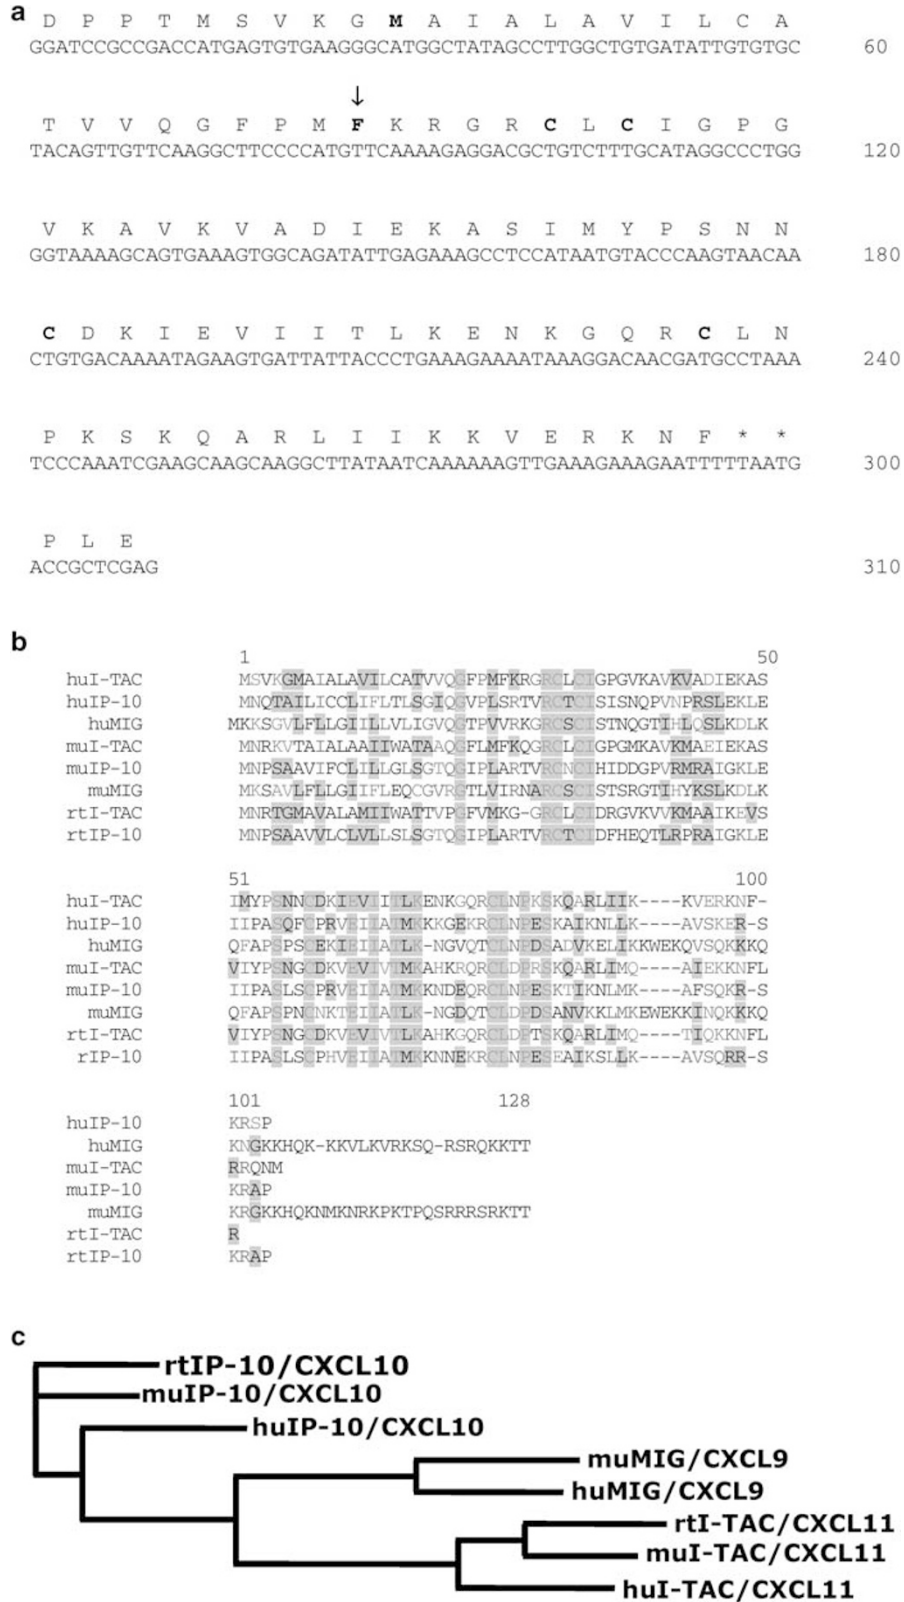 a
D P P T M S V K G M A I A L A V I L C A
GGATCCGCCGACCATGAGTGTGAAGGGCATGGCTATAGCCTTGGCTGTGATATTGTGTGC 60
↓
T V V Q G F P M F K R G R C L C I G P G
TACAGTTGTTCAAGGCTTCCCCATGTTCAAAAGAGGACGCTGTCTTTGCATAGGCCCTGG 120
V K A V K V A D I E K A S I M Y P S N N
GGTAAAAGCAGTGAAAGTGGCAGATATTGAGAAAGCCTCCATAATGTACCCAAGTAACAA 180
C D K I E V I I T L K E N K G Q R C L N
CTGTGACAAAATAGAAGTGATTATTACCCTGAAAGAAAATAAAGGACAACGATGCCTAAA 240
P K S K Q A R L I I K K V E R K N F * *
TCCCAAATCGAAGCAAGCAAGGCTTATAATCAAAAAAGTTGAAAGAAAGAATTTTTAATG 300
P L E
ACCGCTCGAG 310
b
1 50
huI-TAC MSVKGMAIALAVILCATVVQGFPMFKRGRCLCIGPGVKAVKVADIEKAS
huIP-10 MNQTAILICCLIFLTLSGIQGVPLSRTVRCTCISISNQPVNPRSLEKLE
huMIG MKKSGVLFLLGIILLVLIGVQGTPVVRKGRCSCISTNQGTIHLQSLKDLK
muI-TAC MNRKVTAIALAAIIWATAAQGFLMFKQGRCLCIGPGMKAVKMAEIEKAS
muIP-10 MNPSAAVIFCLILLGLSGTQGIPLARTVRCNCIHIDDGPVRMRAIGKLE
muMIG MKSAVLFLLGIIFLEQCGVRGTLVIRNARCSCISTSRGTIHYKSLKDLK
rtI-TAC MNRTGMAVALAMIIWATTVPGFVMKG-GRCLCIDRGVKVVKMAAIKEVS
rtIP-10 MNPSAAVVLCLVLLSLSGTQGIPLARTVRCTCIDFHEQTLRPRAIGKLE
51 100
huI-TAC IMYPSNNCDKIEVIITLKENKGQRCLNPKSKQARLIIK----KVERKNF-
huIP-10 IIPASQFCPRVEIIATMKKKGEKRCLNPESKAIKNLLK----AVSKER-S
huMIG QFAPSPSCEKIEIIATLK-NGVQTCLNPDSADVKELIKKWEKQVSQKKKQ
muI-TAC VIYPSNGCDKVEVIVTMKAHKRQRCLDPRSKQARLIMQ----AIEKKNFL
muIP-10 IIPASLSCPRVEIIATMKKNDEQRCLNPESKTIKNLMK----AFSQKR-S
muMIG QFAPSPNCNKTEIIATLK-NGDQTCLDPDSANVKKLMKEWEKKINQKKKQ
rtI-TAC VIYPSNGCDKVEVIVTLKAHKGQRCLDPTSKQARLIMQ----TIQKKNFL
rIP-10 IIPASLSCPHVEIIATMKKNNEKRCLNPESEAIKSLLK----AVSQRR-S
101 128
huIP-10 KRSP
huMIG KNGKKHQK-KKVLKVRKSQ-RSRQKKTT
muI-TAC RRQNM
muIP-10 KRAP
muMIG KRGKKHQKNMKNRKPKTPQSRRRSRKTT
rtI-TAC R
rtIP-10 KRAP
c
rtIP-10/CXCL10
muIP-10/CXCL10
huIP-10/CXCL10
muMIG/CXCL9
huMIG/CXCL9
rtI-TAC/CXCL11
muI-TAC/CXCL11
huI-TAC/CXCL11